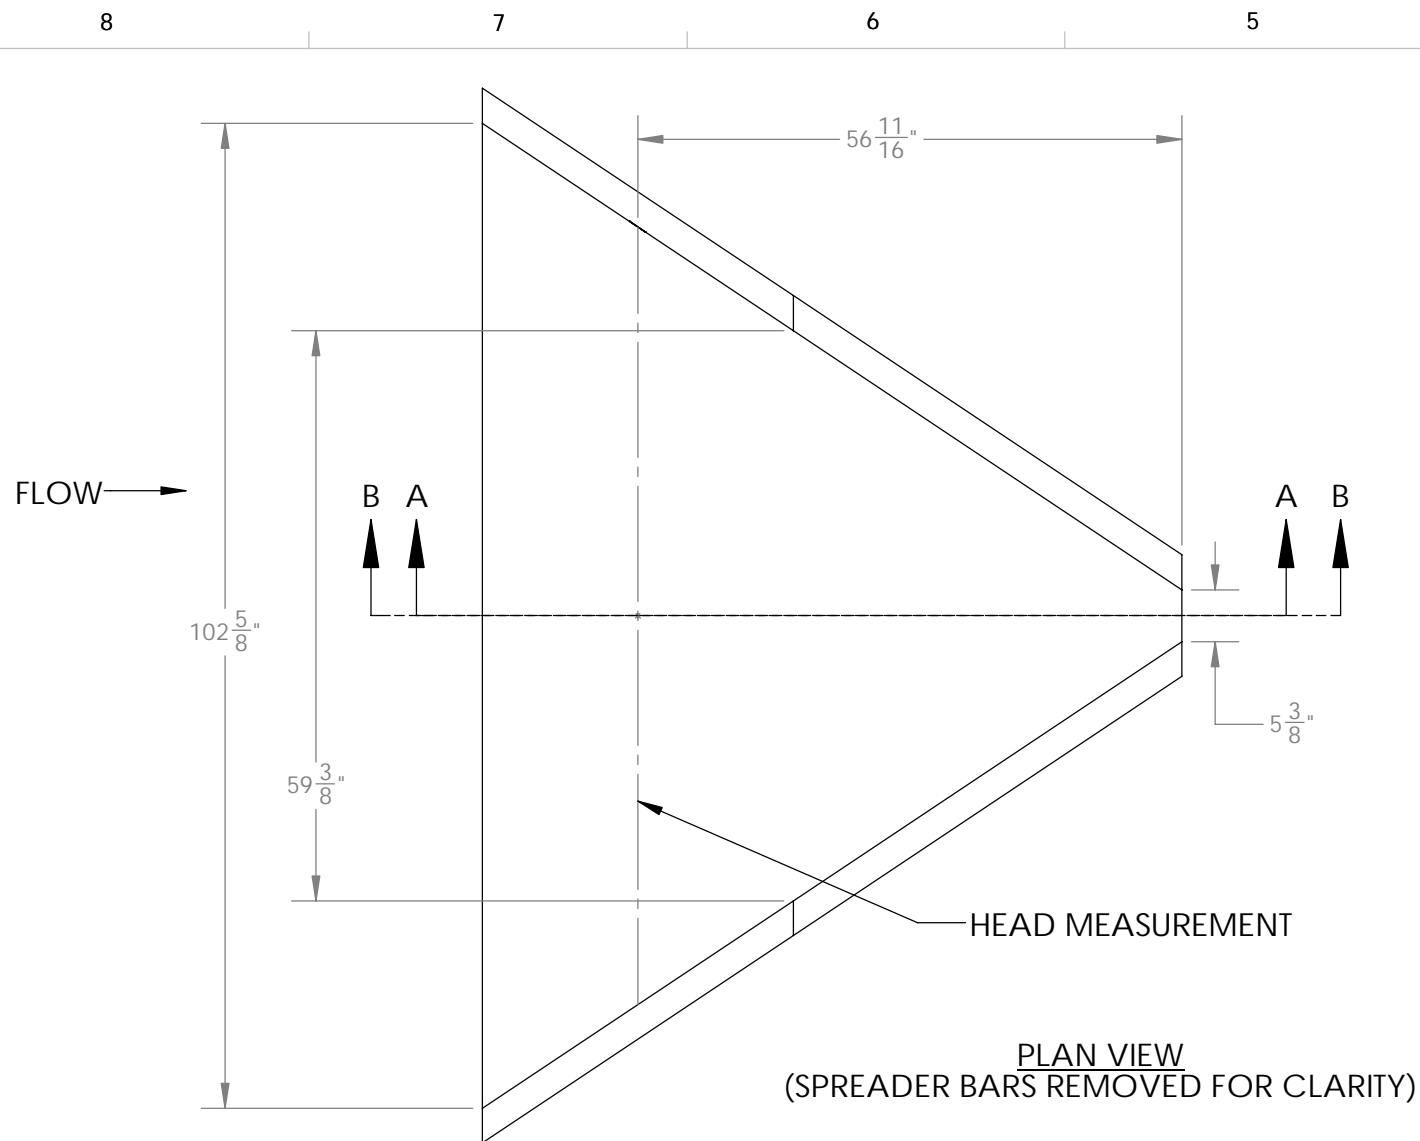 8 7 6 5
56 11/16"
FLOW
B A A B
102 5/8"
5 3/8"
59 3/8"
HEAD MEASUREMENT
PLAN VIEW
(SPREADER BARS REMOVED FOR CLARITY)